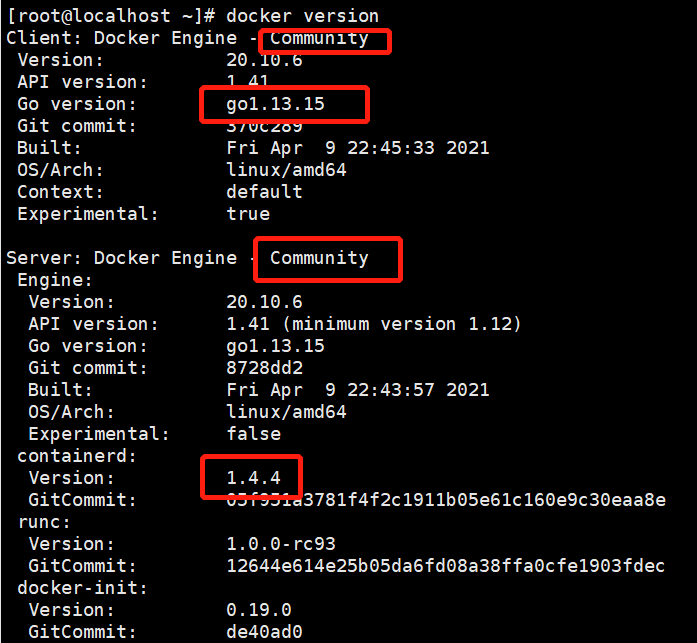 [root@localhost ~]# docker version
Client: Docker Engine - Community
Version: 20.10.6
API version: 1.41
Go version: go1.13.15
Git commit: 370c289
Built: Fri Apr  9 22:45:33 2021
OS/Arch: linux/amd64
Context: default
Experimental: true
Server: Docker Engine - Community
Engine:
Version: 20.10.6
API version: 1.41 (minimum version 1.12)
Go version: go1.13.15
Git commit: 8728dd2
Built: Fri Apr  9 22:43:57 2021
OS/Arch: linux/amd64
Experimental: false
containerd:
Version: 1.4.4
GitCommit: 05f951a3781f4f2c1911b05e61c160e9c30eaa8e
runc:
Version: 1.0.0-rc93
GitCommit: 12644e614e25b05da6fd08a38ffa0cfe1903fdec
docker-init:
Version: 0.19.0
GitCommit: de40ad0